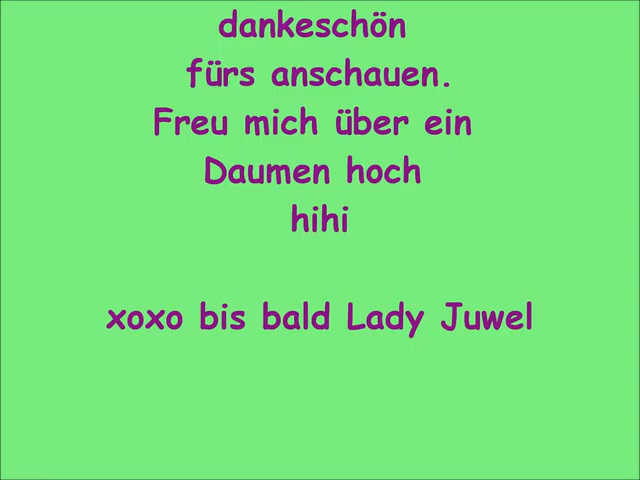 dankeschön
fürs anschauen.
Freu mich über ein
Daumen hoch
hihi
xoxo bis bald Lady Juwel